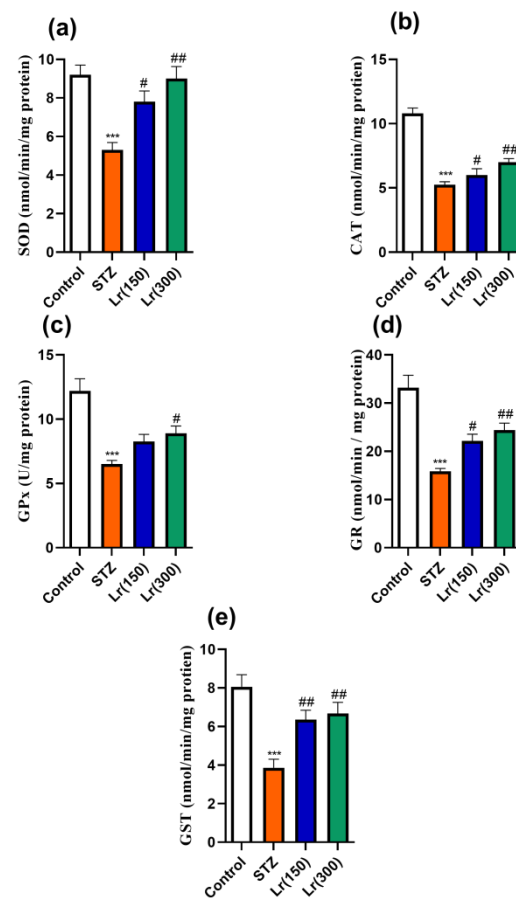 (a)
SOD (nmol/min/mg protein)
10
8
6
4
2
0
***
#
##
Control
STZ
Lr(150)
Lr(300)
(b)
CAT (nmol/min/mg protien)
15
10
5
0
***
#
##
Control
STZ
Lr(150)
Lr(300)
(c)
GPx (U/mg protein)
15
10
5
0
***
#
Control
STZ
Lr(150)
Lr(300)
(d)
GR (nmol/min / mg protein)
40
30
20
10
0
***
#
##
Control
STZ
Lr(150)
Lr(300)
(e)
GST (nmol/min/mg protien)
10
8
6
4
2
0
***
##
##
Control
STZ
Lr(150)
Lr(300)